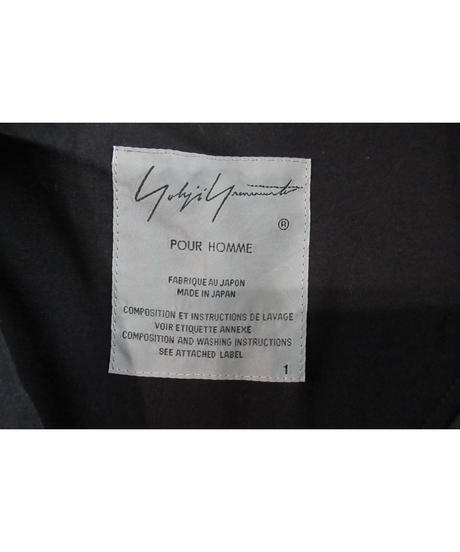 Yohji Yamamoto
®
POUR HOMME
FABRIQUE AU JAPON
MADE IN JAPAN
COMPOSITION ET INSTRUCTIONS DE LAVAGE
VOIR ETIQUETTE ANNEXE
COMPOSITION AND WASHING INSTRUCTIONS
SEE ATTACHED LABEL
1